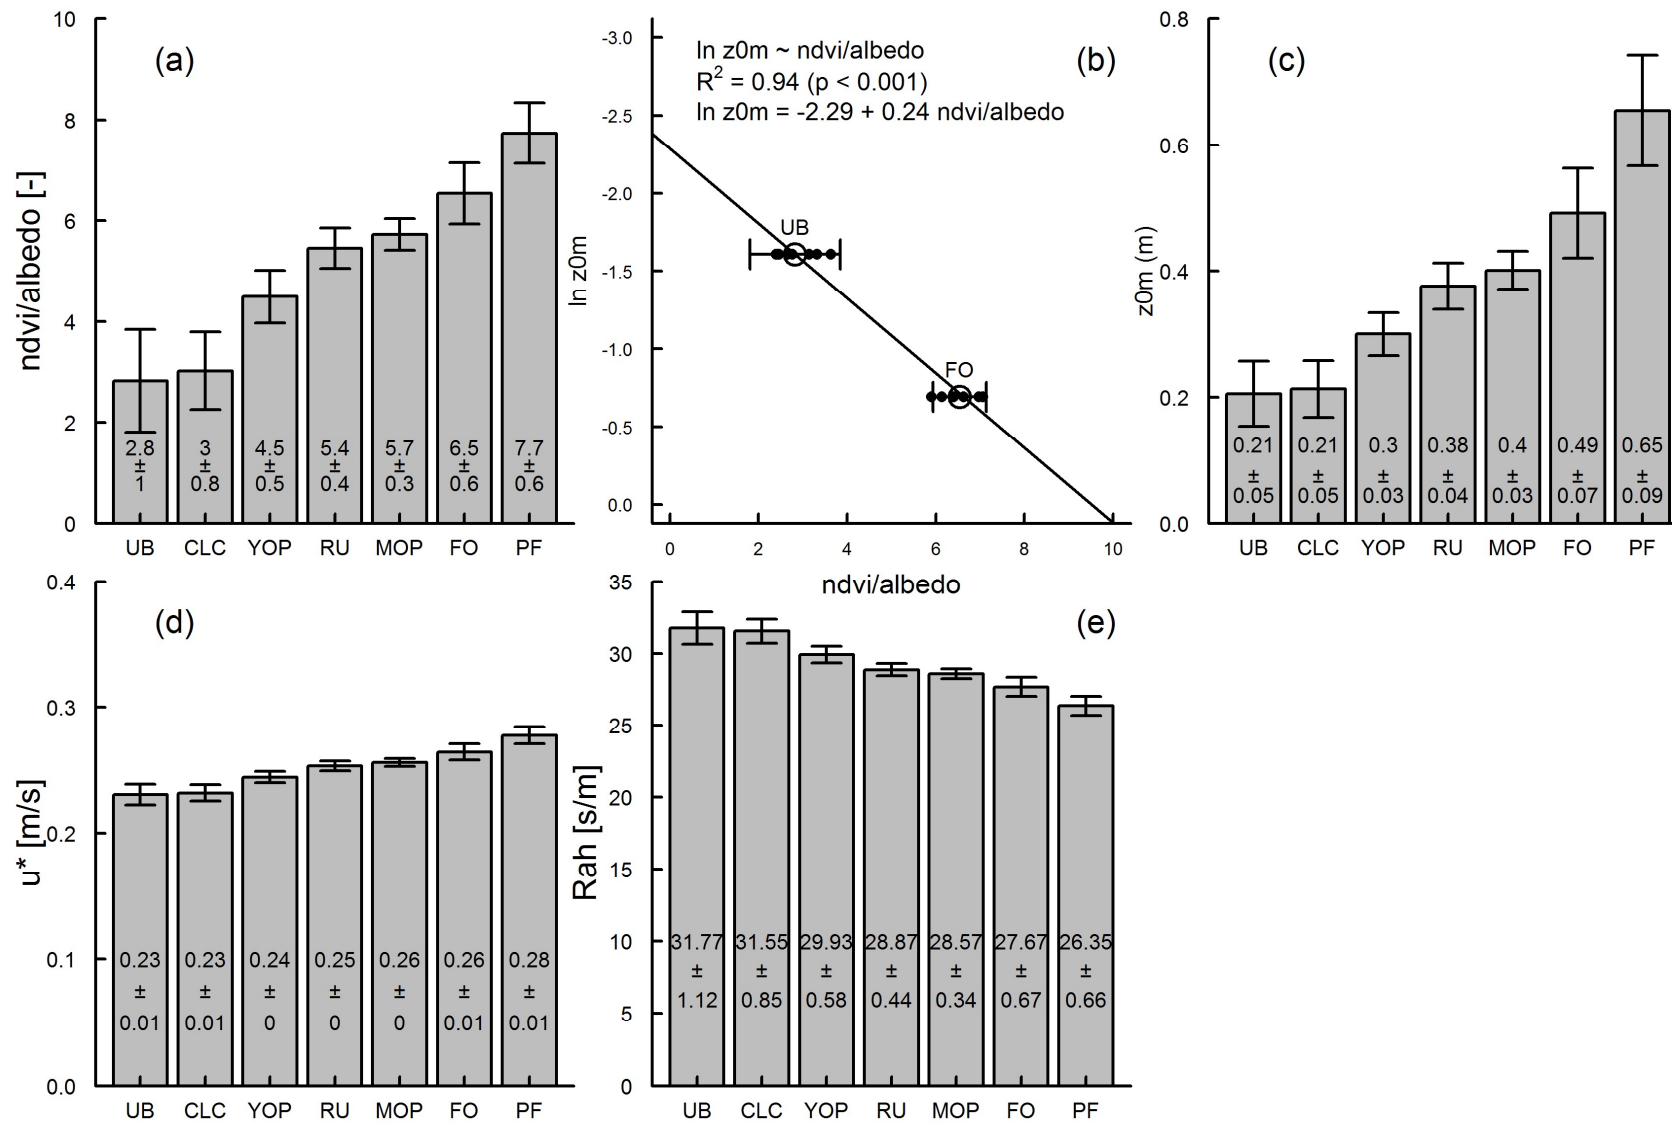 ndvi/albedo [-]
10
8
6
4
2
0
(a)
2.8 ± 1
3 ± 0.8
4.5 ± 0.5
5.4 ± 0.4
5.7 ± 0.3
6.5 ± 0.6
7.7 ± 0.6
UB CLC YOP RU MOP FO PF
ln z0m
-3.0
-2.5
-2.0
-1.5
-1.0
-0.5
0.0
ln z0m ~ ndvi/albedo
R² = 0.94 (p < 0.001)
ln z0m = -2.29 + 0.24 ndvi/albedo
(b)
UB
FO
0 2 4 6 8 10
ndvi/albedo
z0m (m)
0.8
0.6
0.4
0.2
0.0
(c)
0.21 ± 0.05
0.21 ± 0.05
0.3 ± 0.03
0.38 ± 0.04
0.4 ± 0.03
0.49 ± 0.07
0.65 ± 0.09
UB CLC YOP RU MOP FO PF
u* [m/s]
0.4
0.3
0.2
0.1
0.0
(d)
0.23 ± 0.01
0.23 ± 0.01
0.24 ± 0
0.25 ± 0
0.26 ± 0
0.26 ± 0.01
0.28 ± 0.01
UB CLC YOP RU MOP FO PF
Rah [s/m]
35
30
25
20
15
10
5
0
(e)
31.77 ± 1.12
31.55 ± 0.85
29.93 ± 0.58
28.87 ± 0.44
28.57 ± 0.34
27.67 ± 0.67
26.35 ± 0.66
UB CLC YOP RU MOP FO PF